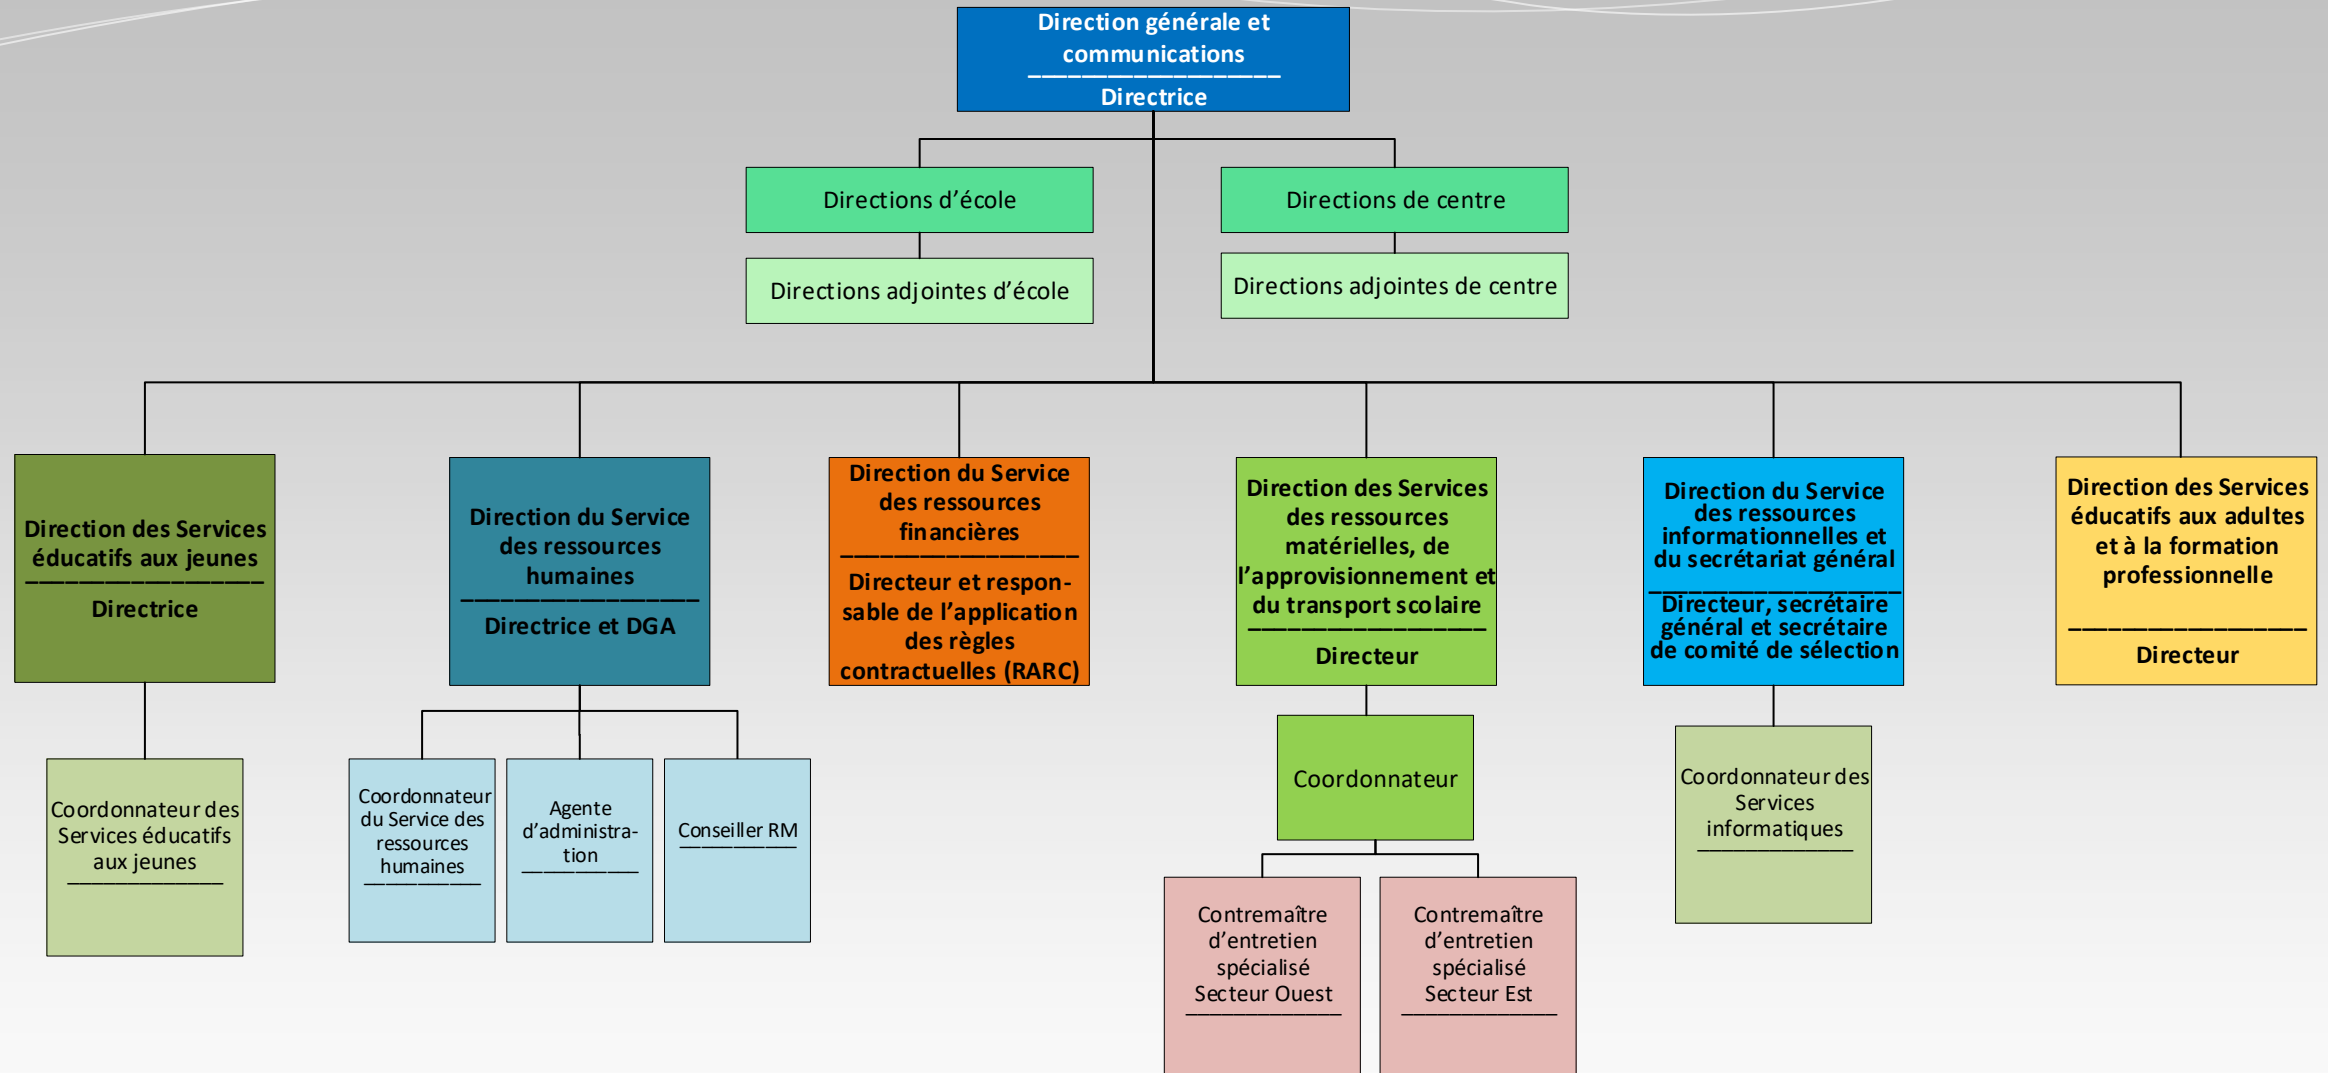 Direction générale et
communications
Directrice
Directions d’école
Directions de centre
Directions adjointes d’école
Directions adjointes de centre
Direction des Services
éducatifs aux jeunes
Directrice
Direction du Service
des ressources
humaines
Directrice et DGA
Direction du Service
des ressources
financières
Directeur et respon-
sable de l’application
des règles
contractuelles (RARC)
Direction des Services
des ressources
matérielles, de
l’approvisionnement et
du transport scolaire
Directeur
Direction du Service
des ressources
informationnelles et
du secrétariat général
Directeur, secrétaire
général et secrétaire
de comité de sélection
Direction des Services
éducatifs aux adultes
et à la formation
professionnelle
Directeur
Coordonnateur des
Services éducatifs
aux jeunes
Coordonnateur
du Service des
ressources
humaines
Agente
d’administra-
tion
Conseiller RM
Coordonnateur
Contremaître
d’entretien
spécialisé
Secteur Ouest
Contremaître
d’entretien
spécialisé
Secteur Est
Coordonnateur des
Services
informatiques